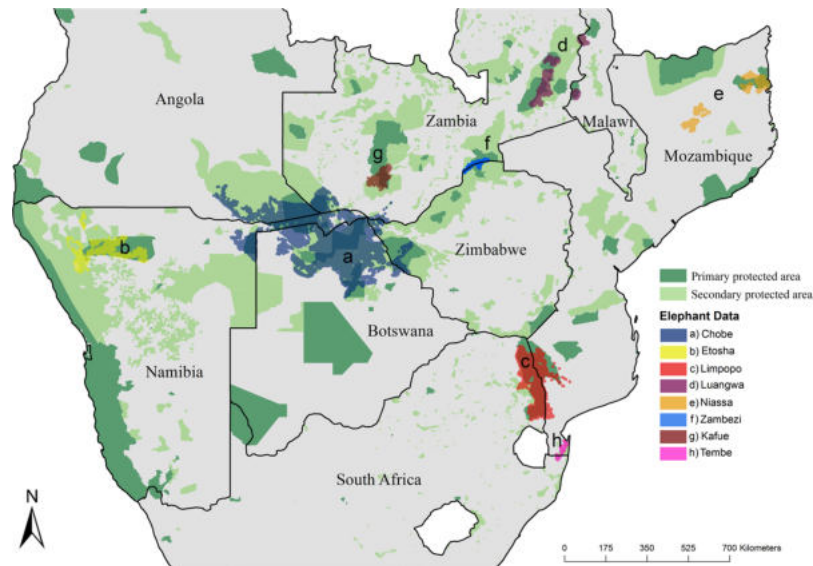 d
Angola
e
Zambia
Malawi
f
Mozambique
g
b
Zimbabwe
a
Primary protected area
Secondary protected area
Elephant Data
a) Chobe
b) Etosha
c) Limpopo
d) Luangwa
e) Niassa
f) Zambezi
g) Kafue
h) Tembe
Botswana
c
Namibia
h
South Africa
N
0 175 350 525 700 Kilometers